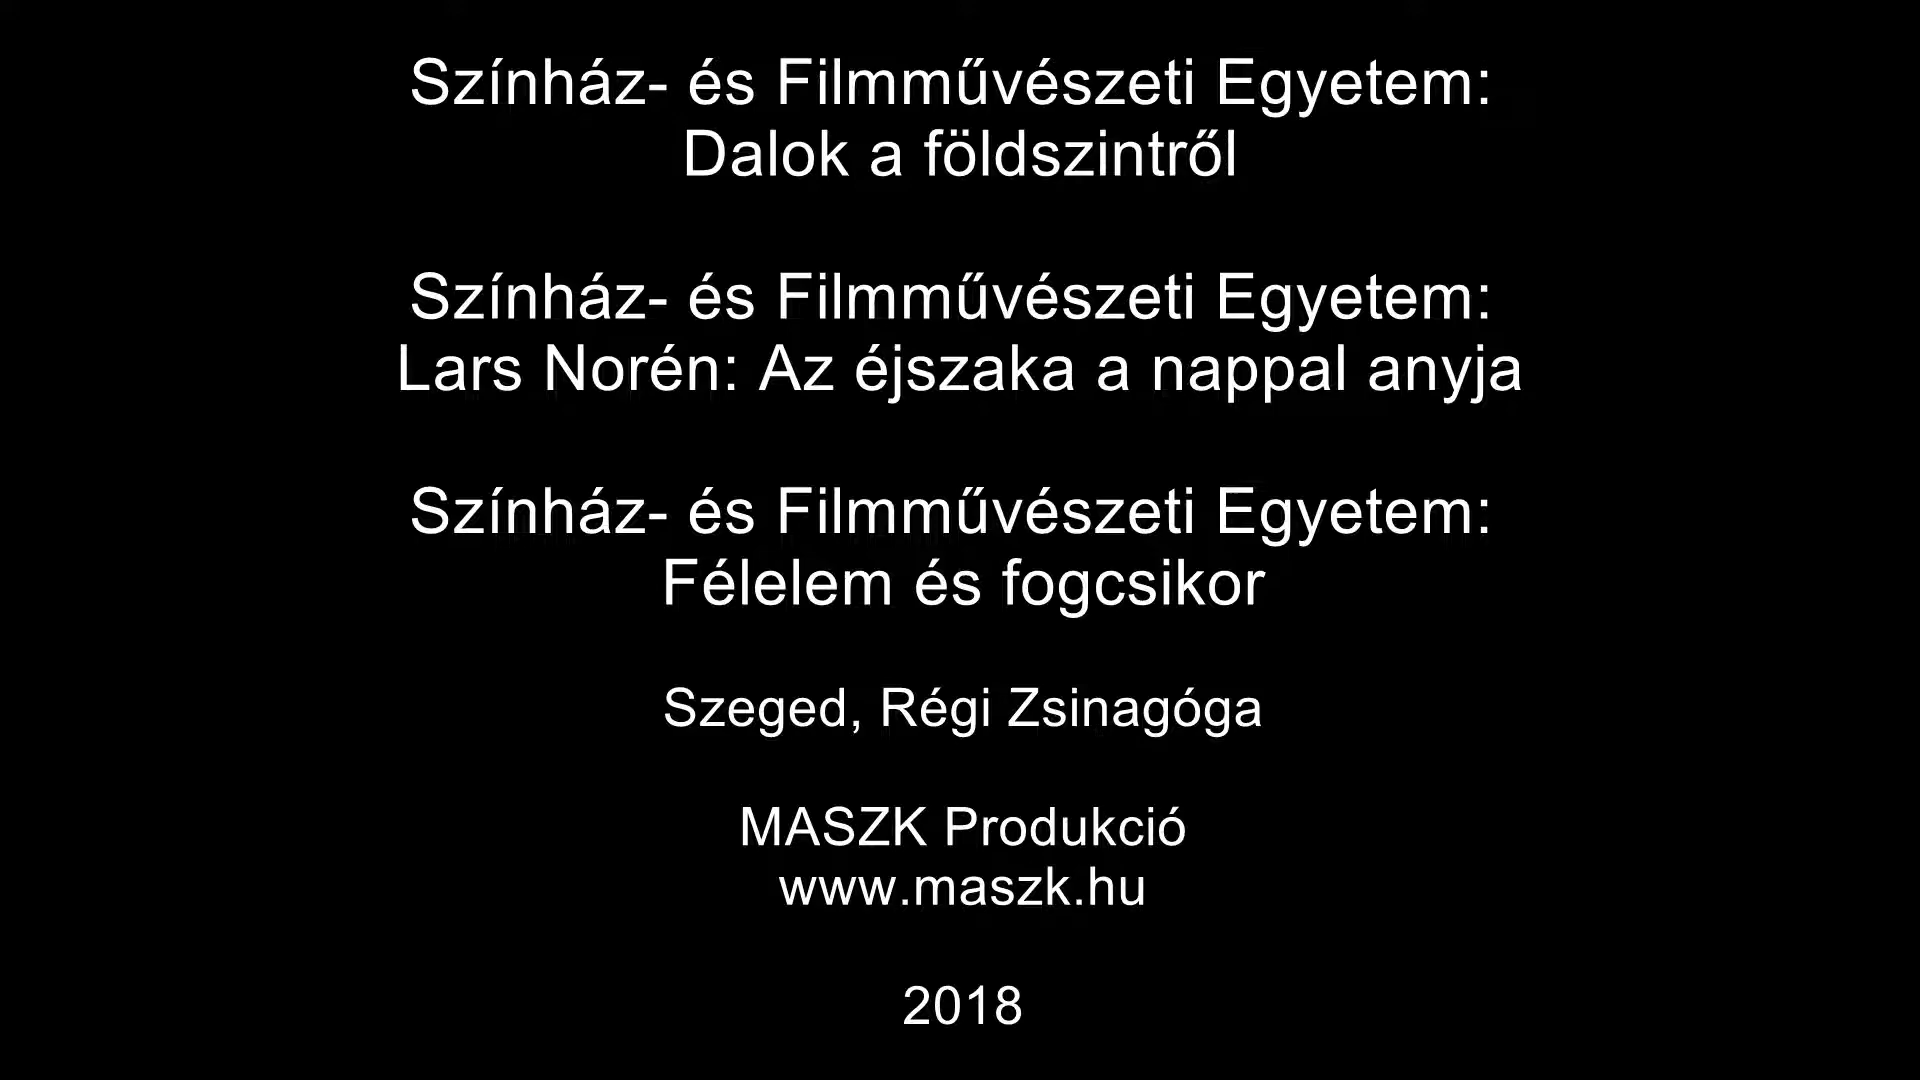 Színház- és Filmművészeti Egyetem:
Dalok a földszintről
Színház- és Filmművészeti Egyetem:
Lars Norén: Az éjszaka a nappal anyja
Színház- és Filmművészeti Egyetem:
Félelem és fogcsikor
Szeged, Régi Zsinagóga
MASZK Produkció
www.maszk.hu
2018